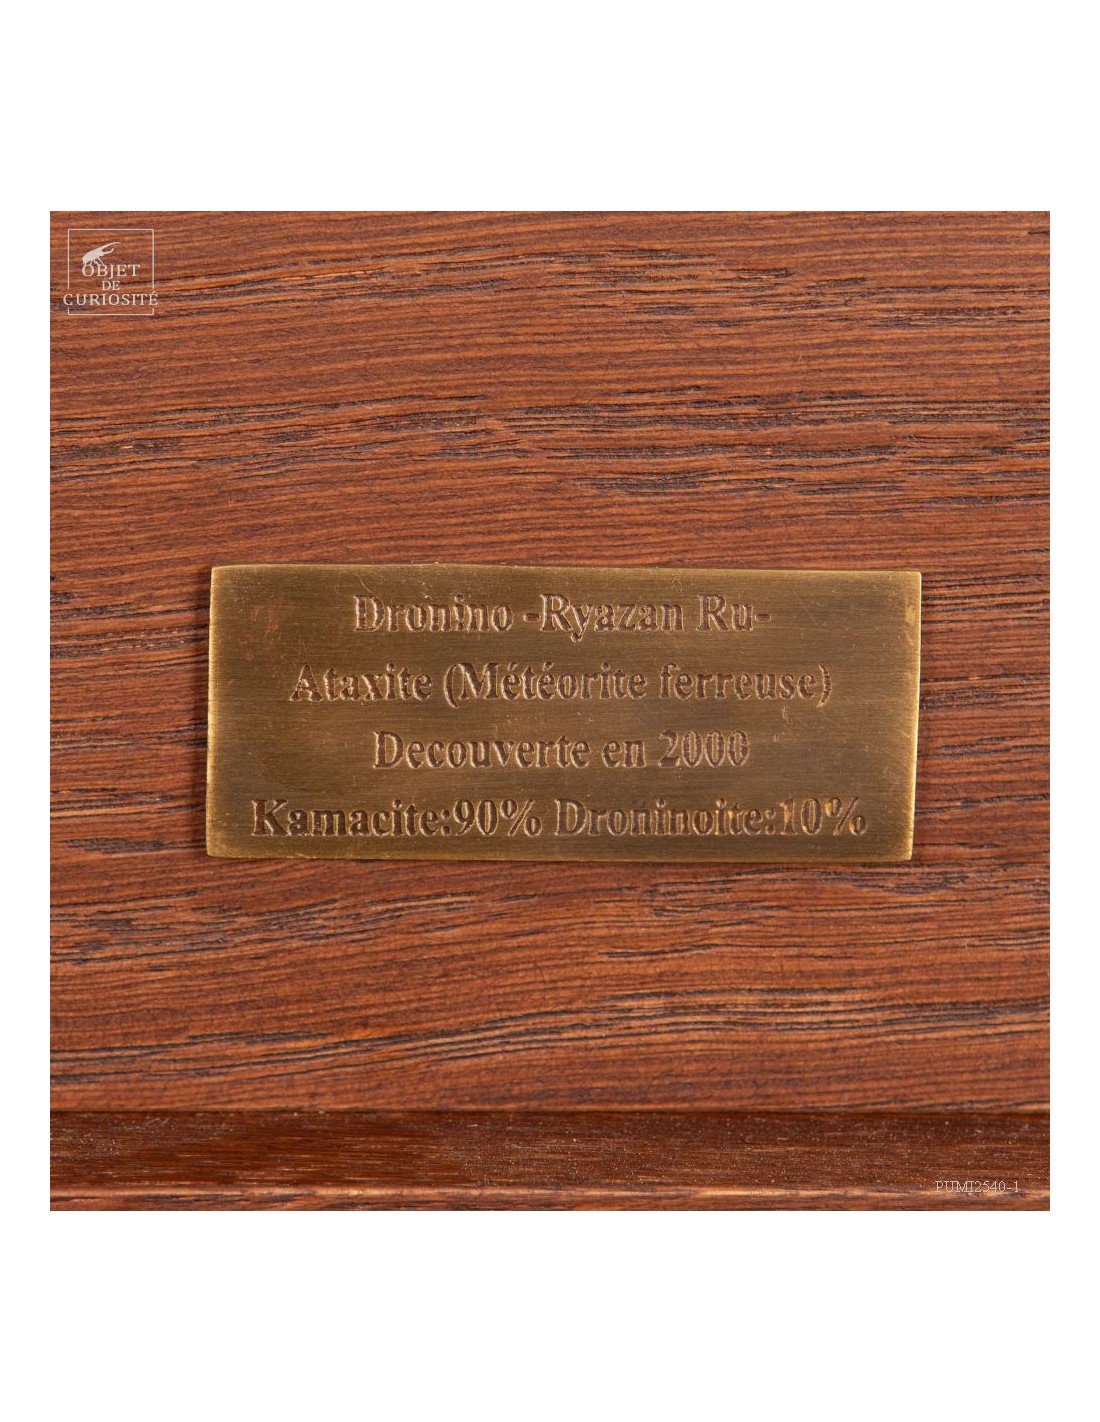 OBJET
DE
CURIOSITÉ
Dronino -Ryazan Ru-
Ataxite (Météorite ferreuse)
Decouverte en 2000
Kamacite:90% Droninoite:10%
PUMI2540-1